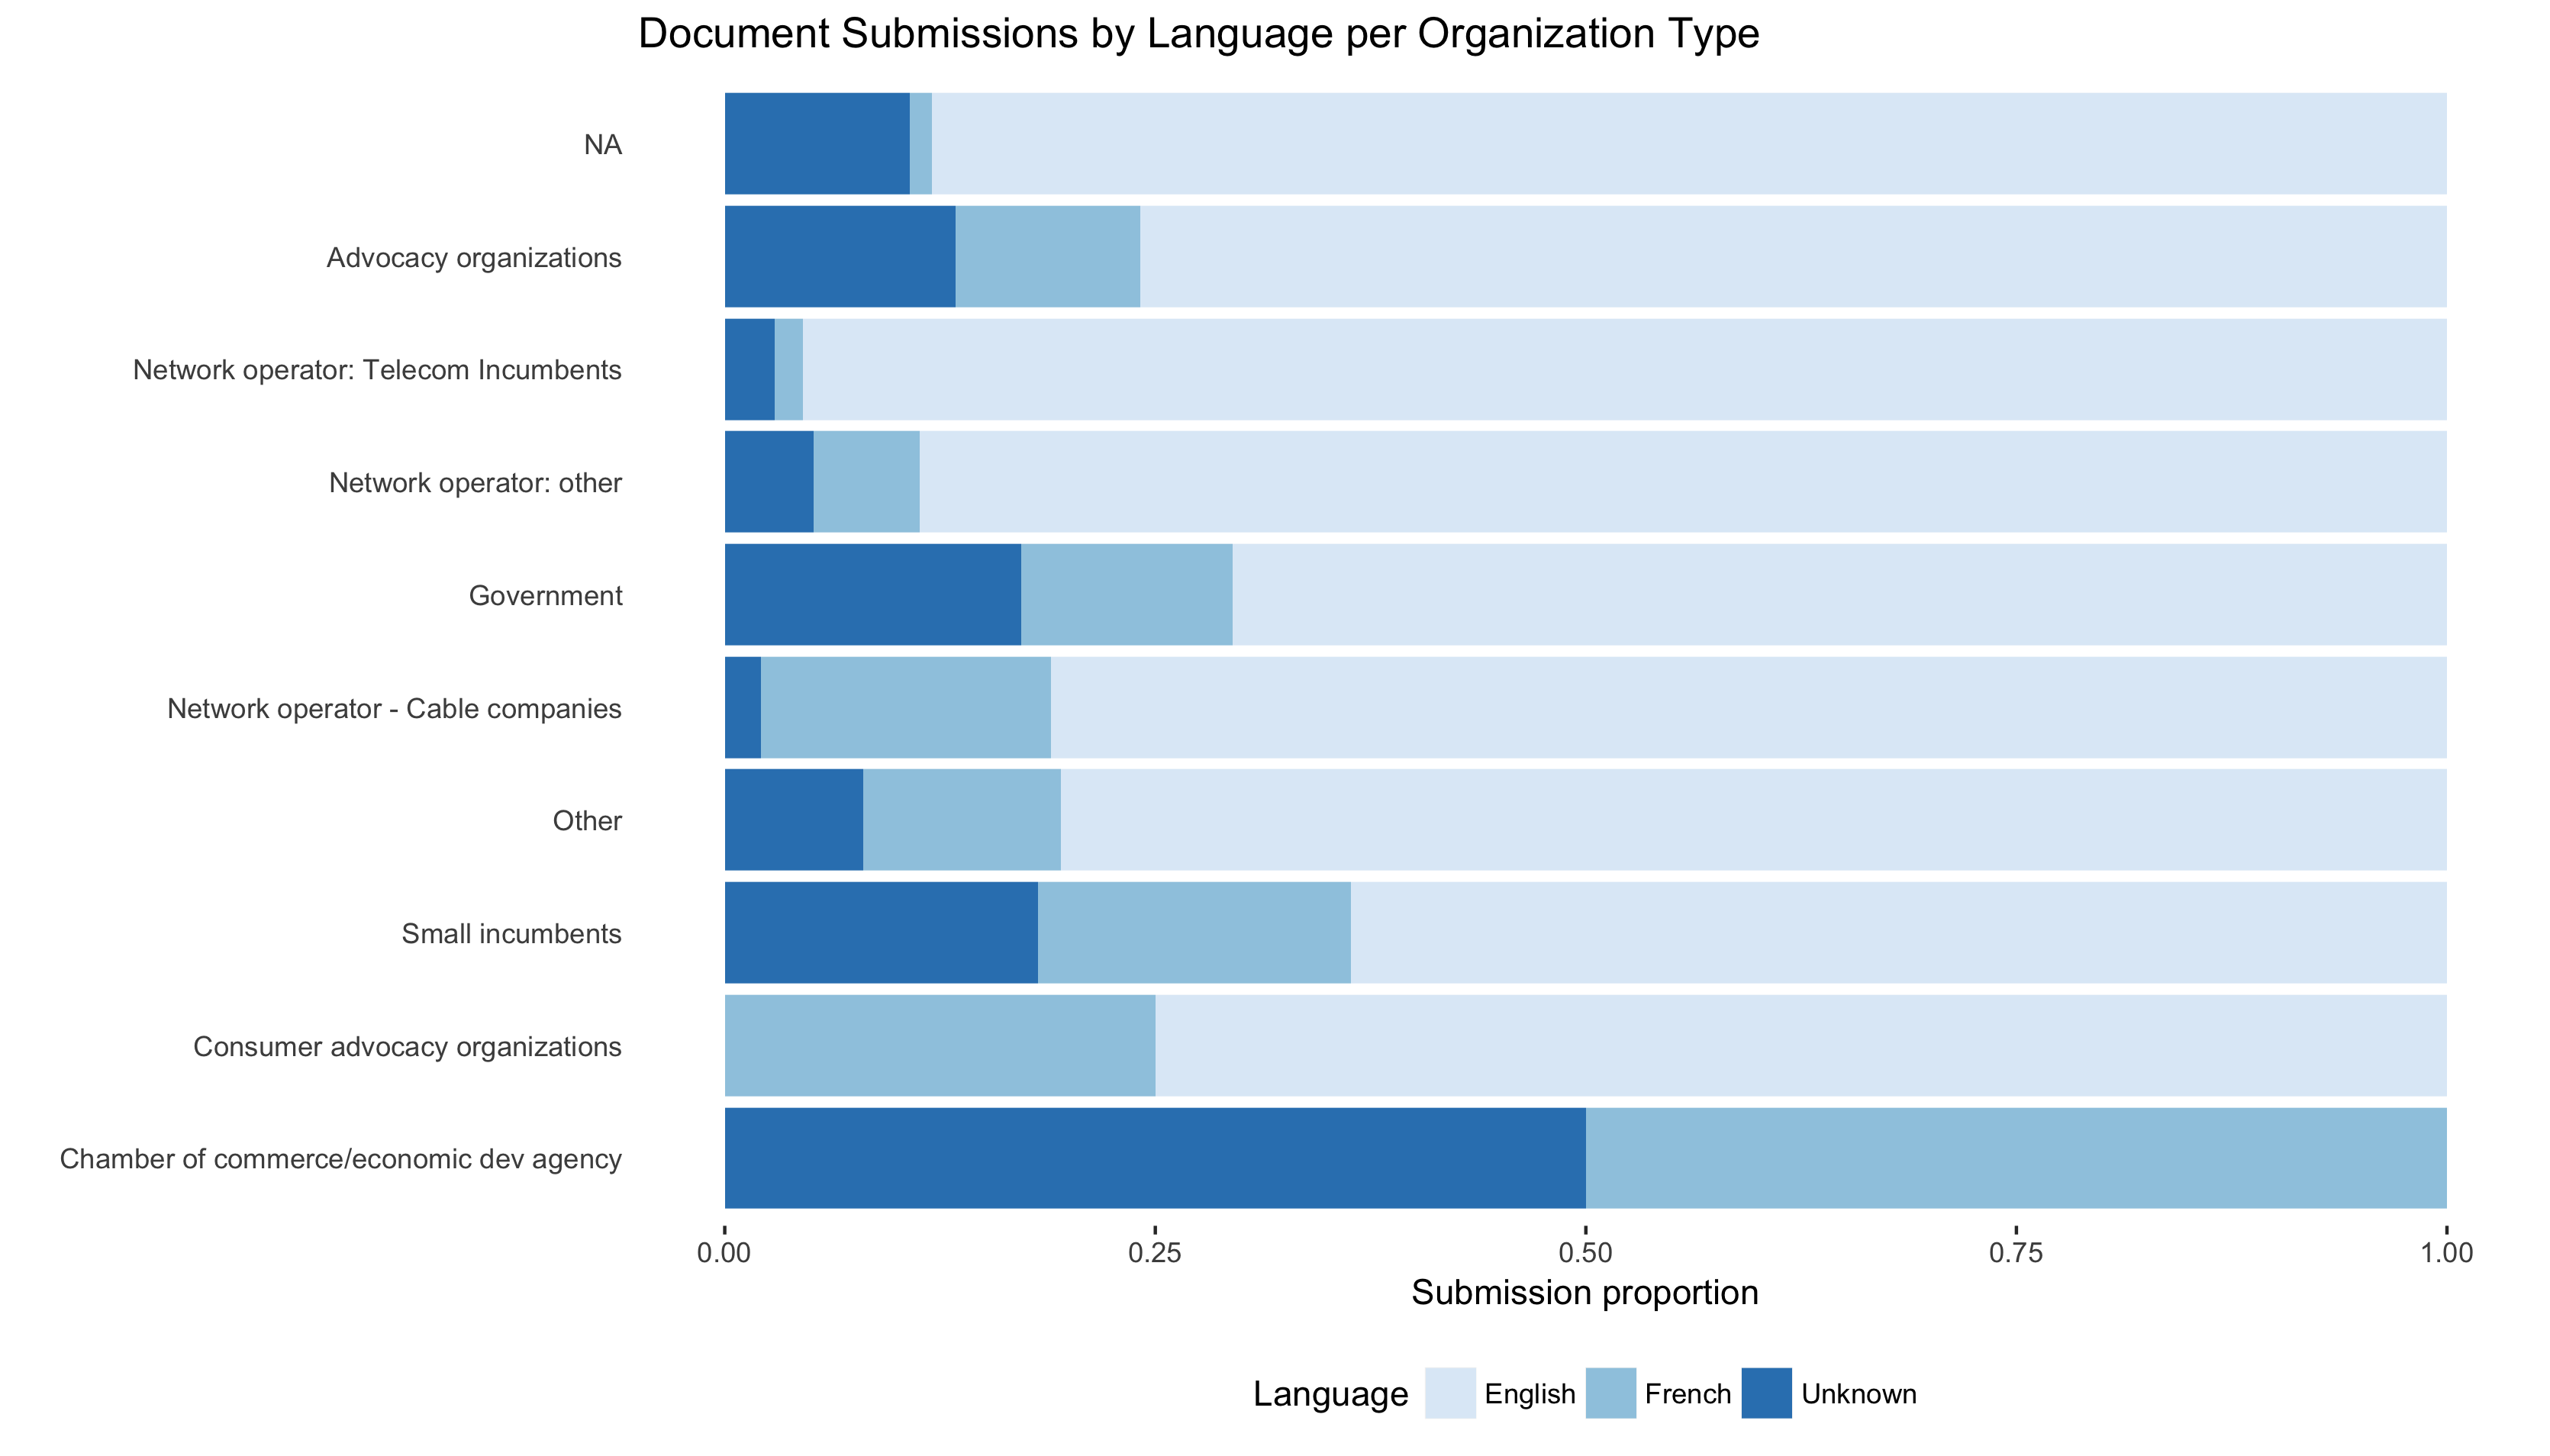 Document Submissions by Language per Organization Type
NA
Advocacy organizations
Network operator: Telecom Incumbents
Network operator: other
Government
Network operator - Cable companies
Other
Small incumbents
Consumer advocacy organizations
Chamber of commerce/economic dev agency
0.00 0.25 0.50 0.75 1.00
Submission proportion
Language English French Unknown